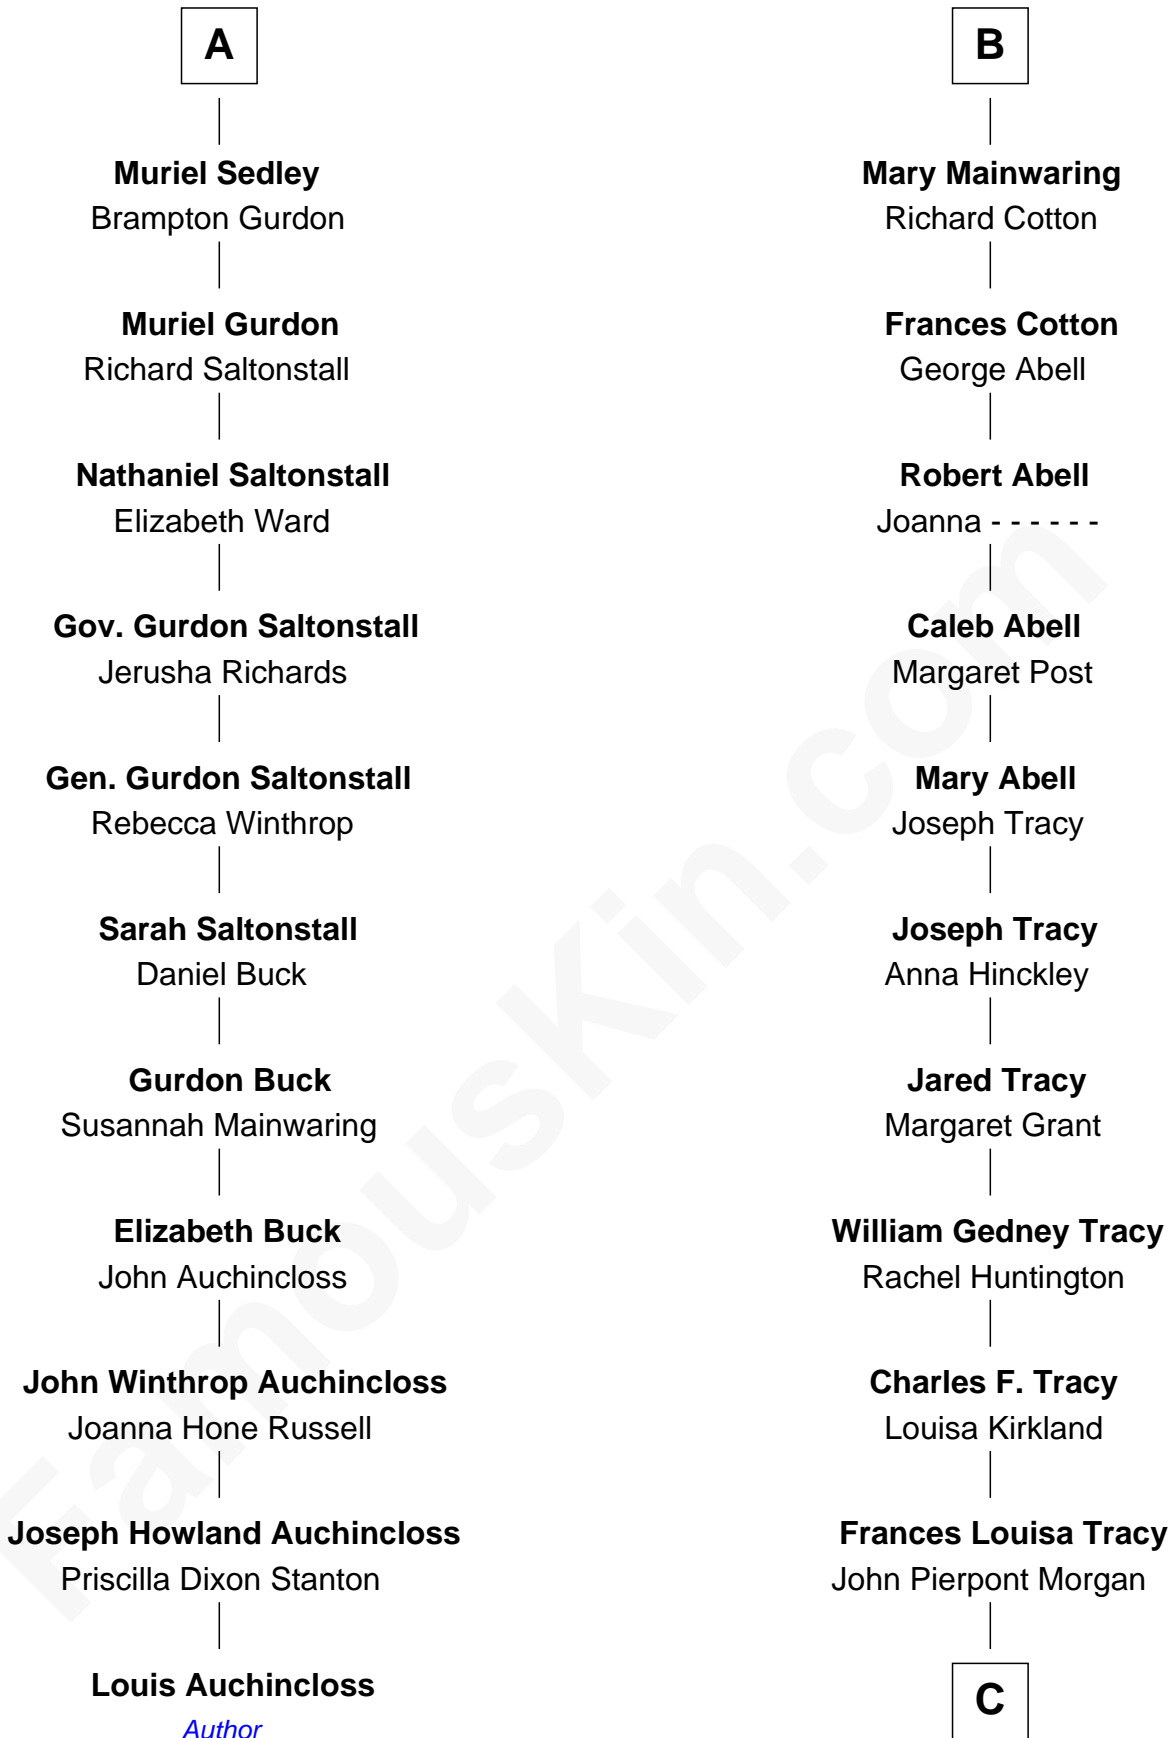 A
Muriel Sedley
Brampton Gurdon
Muriel Gurdon
Richard Saltonstall
Nathaniel Saltonstall
Elizabeth Ward
Gov. Gurdon Saltonstall
Jerusha Richards
Gen. Gurdon Saltonstall
Rebecca Winthrop
Sarah Saltonstall
Daniel Buck
Gurdon Buck
Susannah Mainwaring
Elizabeth Buck
John Auchincloss
John Winthrop Auchincloss
Joanna Hone Russell
Joseph Howland Auchincloss
Priscilla Dixon Stanton
Louis Auchincloss
Author
B
Mary Mainwaring
Richard Cotton
Frances Cotton
George Abell
Robert Abell
Joanna - - - - - -
Caleb Abell
Margaret Post
Mary Abell
Joseph Tracy
Joseph Tracy
Anna Hinckley
Jared Tracy
Margaret Grant
William Gedney Tracy
Rachel Huntington
Charles F. Tracy
Louisa Kirkland
Frances Louisa Tracy
John Pierpont Morgan
C
FamousKin.com